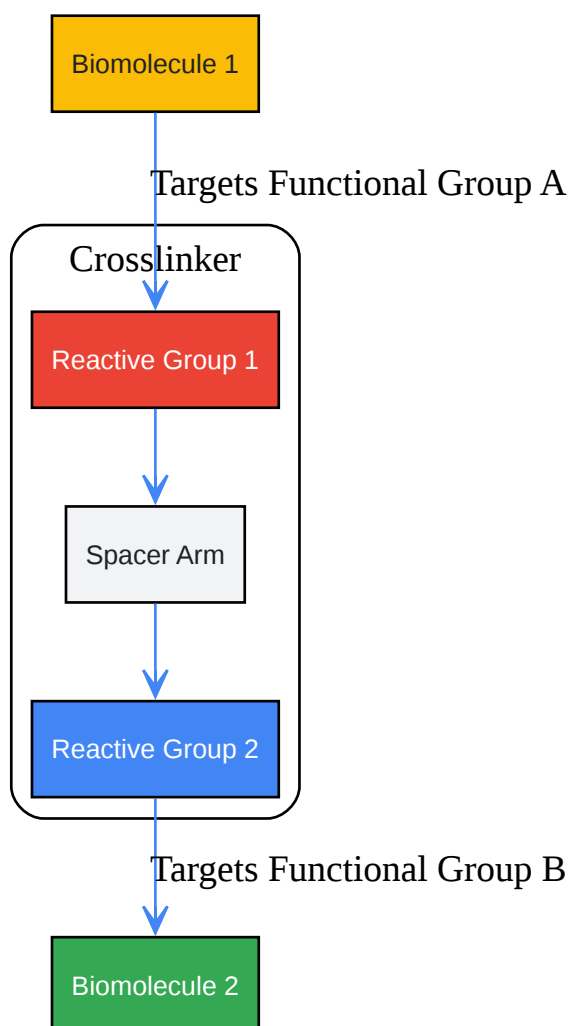 Biomolecule 1
Targets Functional Group A
Crosslinker
Reactive Group 1
Spacer Arm
Reactive Group 2
Targets Functional Group B
Biomolecule 2